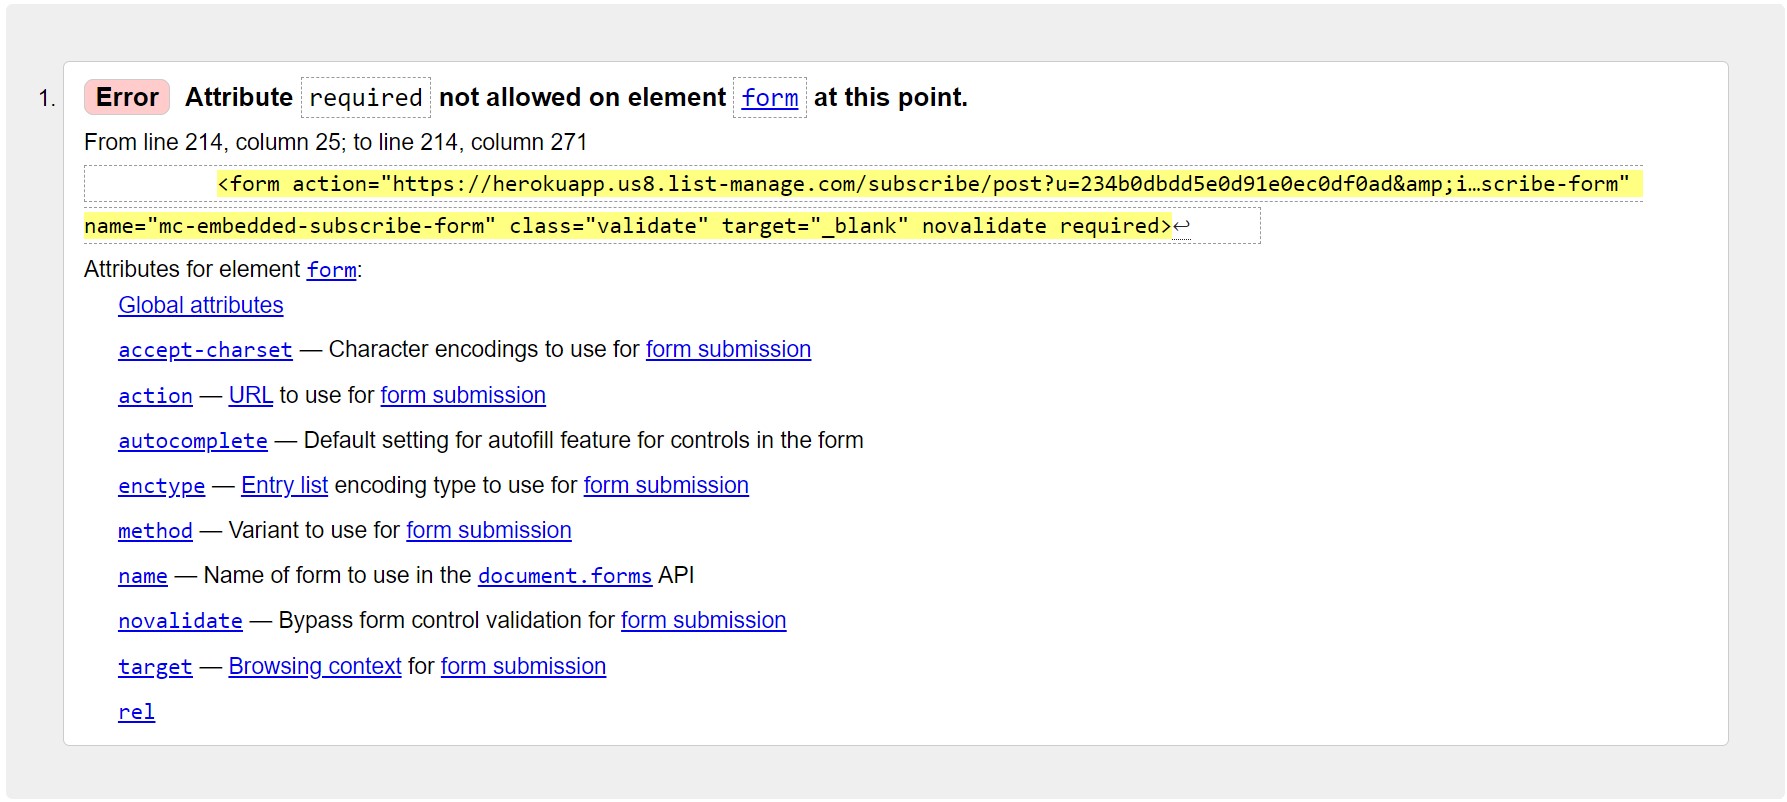 1. Error Attribute required not allowed on element form at this point.
From line 214, column 25; to line 214, column 271
<form action="https://herokuapp.us8.list-manage.com/subscribe/post?u=234b0dbdd5e0d91e0ec0df0ad&amp;i…scribe-form"
name="mc-embedded-subscribe-form" class="validate" target="_blank" novalidate required>↩
Attributes for element form:
Global attributes
accept-charset — Character encodings to use for form submission
action — URL to use for form submission
autocomplete — Default setting for autofill feature for controls in the form
enctype — Entry list encoding type to use for form submission
method — Variant to use for form submission
name — Name of form to use in the document.forms API
novalidate — Bypass form control validation for form submission
target — Browsing context for form submission
rel